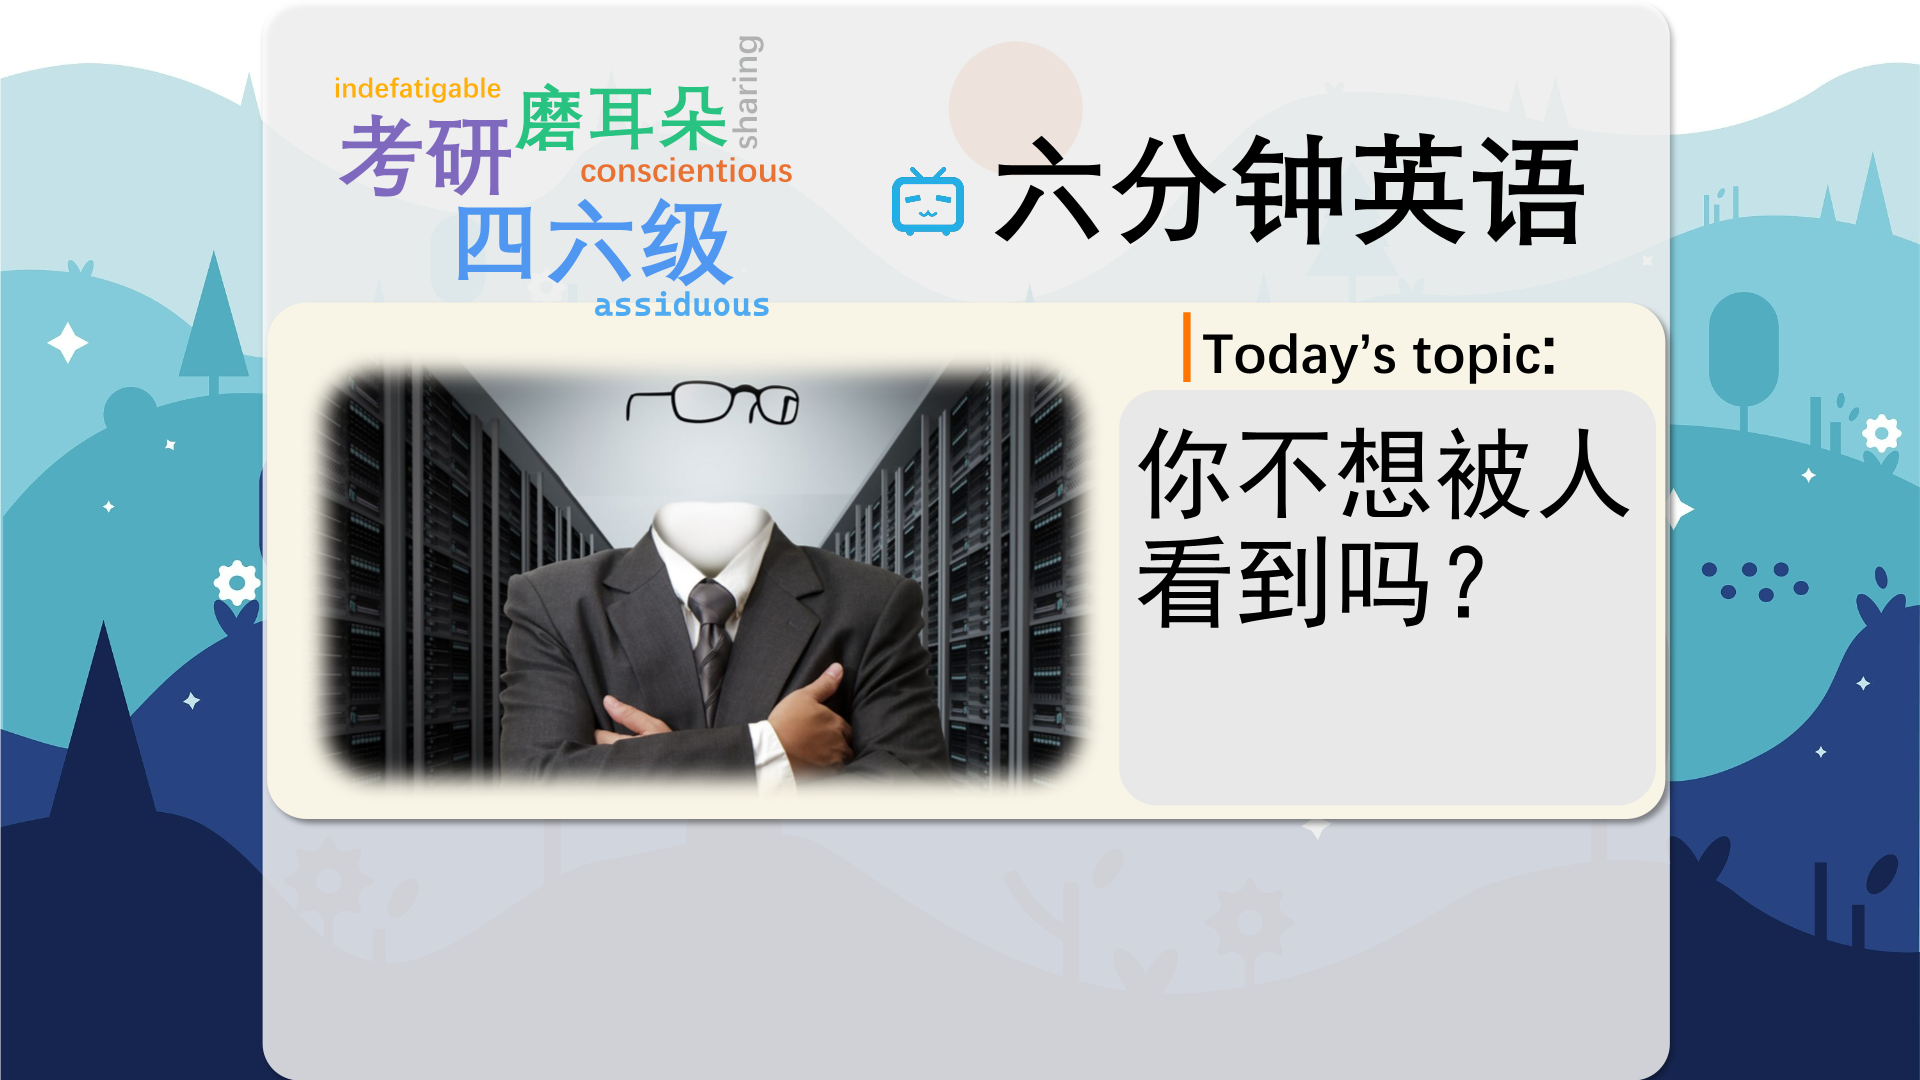 indefatigable
sharing
磨耳朵
考研
conscientious
四六级
assiduous
六分钟英语
Today’s topic:
你不想被人
看到吗?